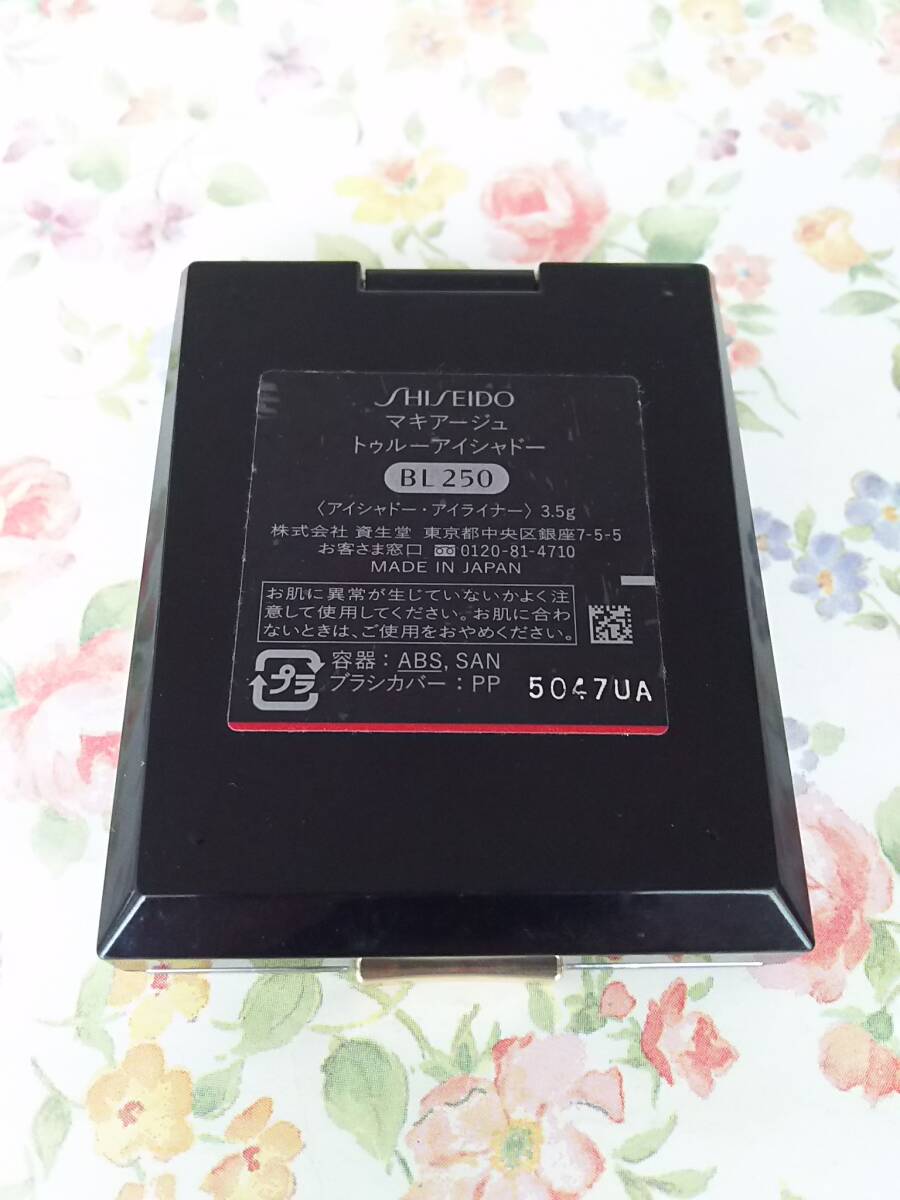 SHISEIDO
マキアージュ
トゥルーアイシャドー
BL250
〈アイシャドー・アイライナー〉3.5g
株式会社 資生堂 東京都中央区銀座7-5-5
お客さま窓口 0120-81-4710
MADE IN JAPAN
お肌に異常が生じていないかよく注
意して使用してください。お肌に合わ
ないときは、ご使用をおやめください。
プラ
容器：ABS, SAN
ブラシカバー：PP
5047UA